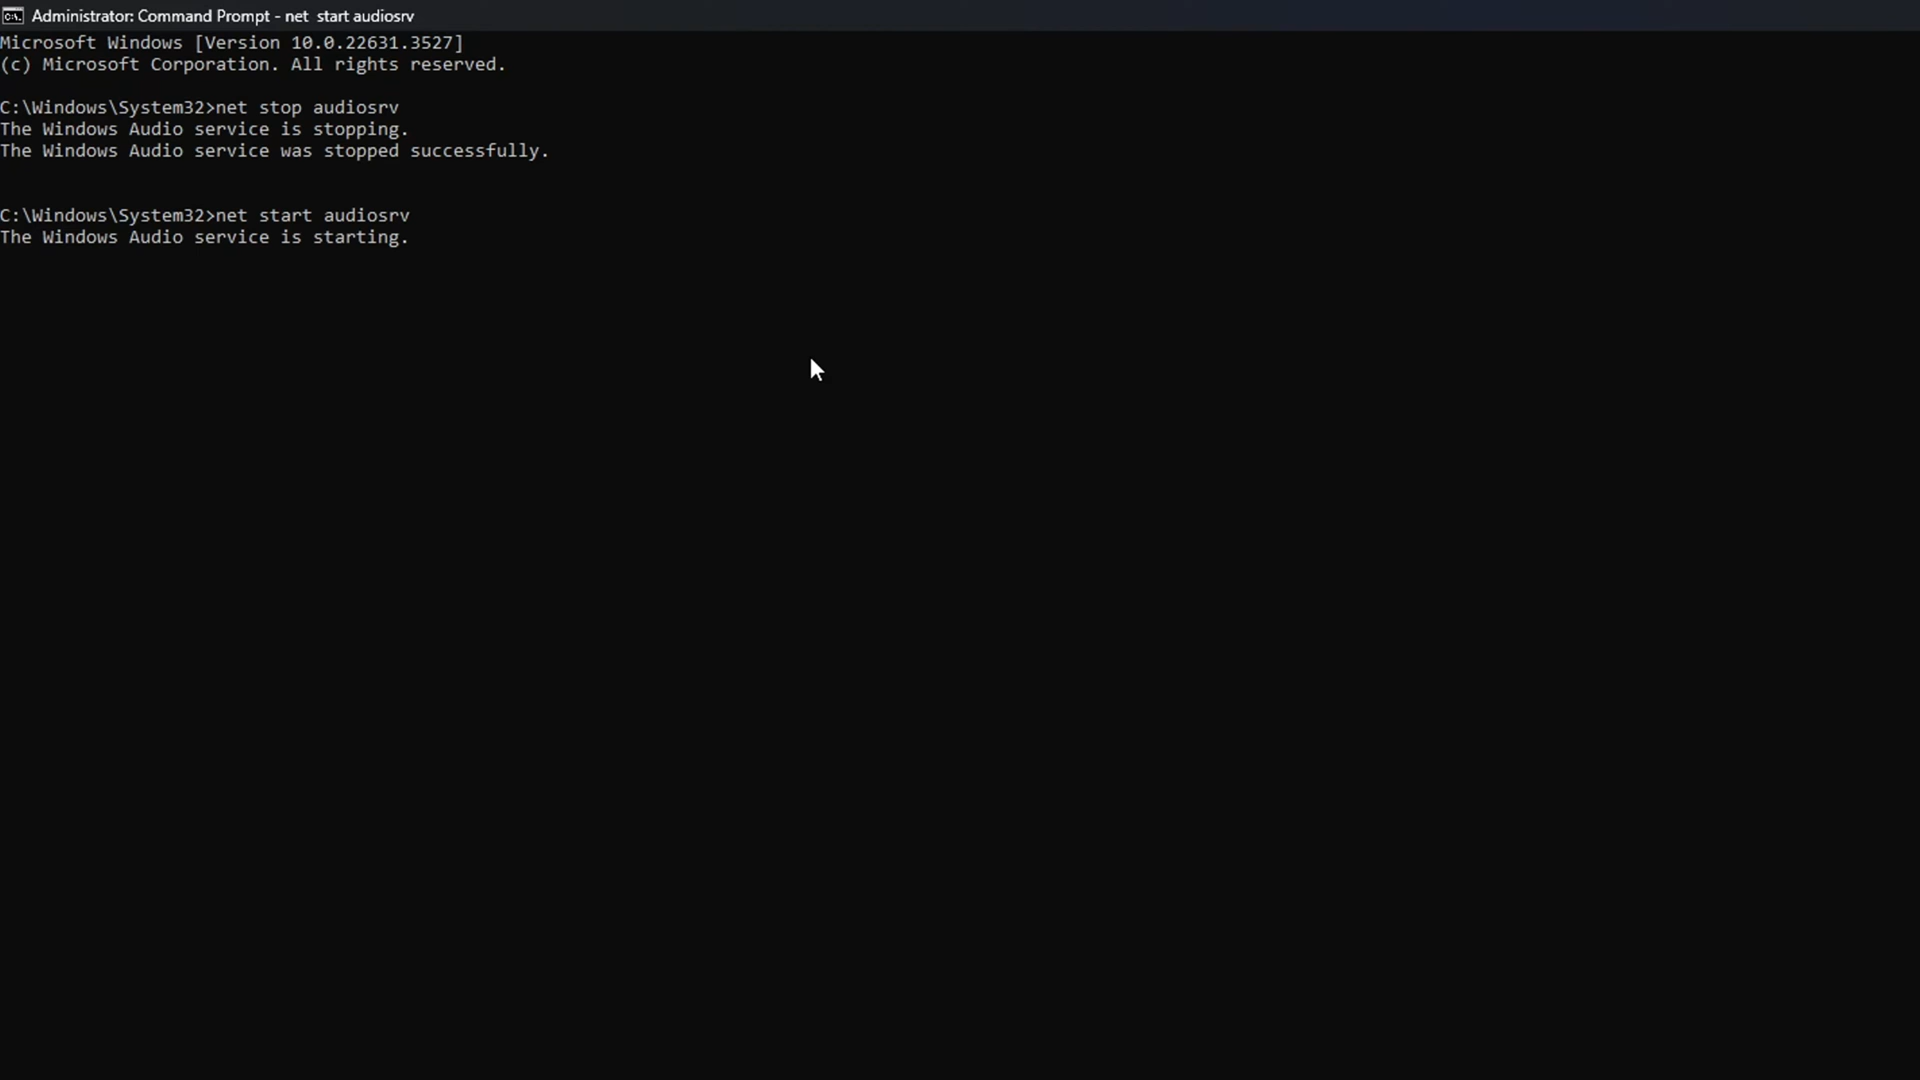 Administrator: Command Prompt - net  start audiosrv
Microsoft Windows [Version 10.0.22631.3527]
(c) Microsoft Corporation. All rights reserved.
C:\Windows\System32>net stop audiosrv
The Windows Audio service is stopping.
The Windows Audio service was stopped successfully.
C:\Windows\System32>net start audiosrv
The Windows Audio service is starting.